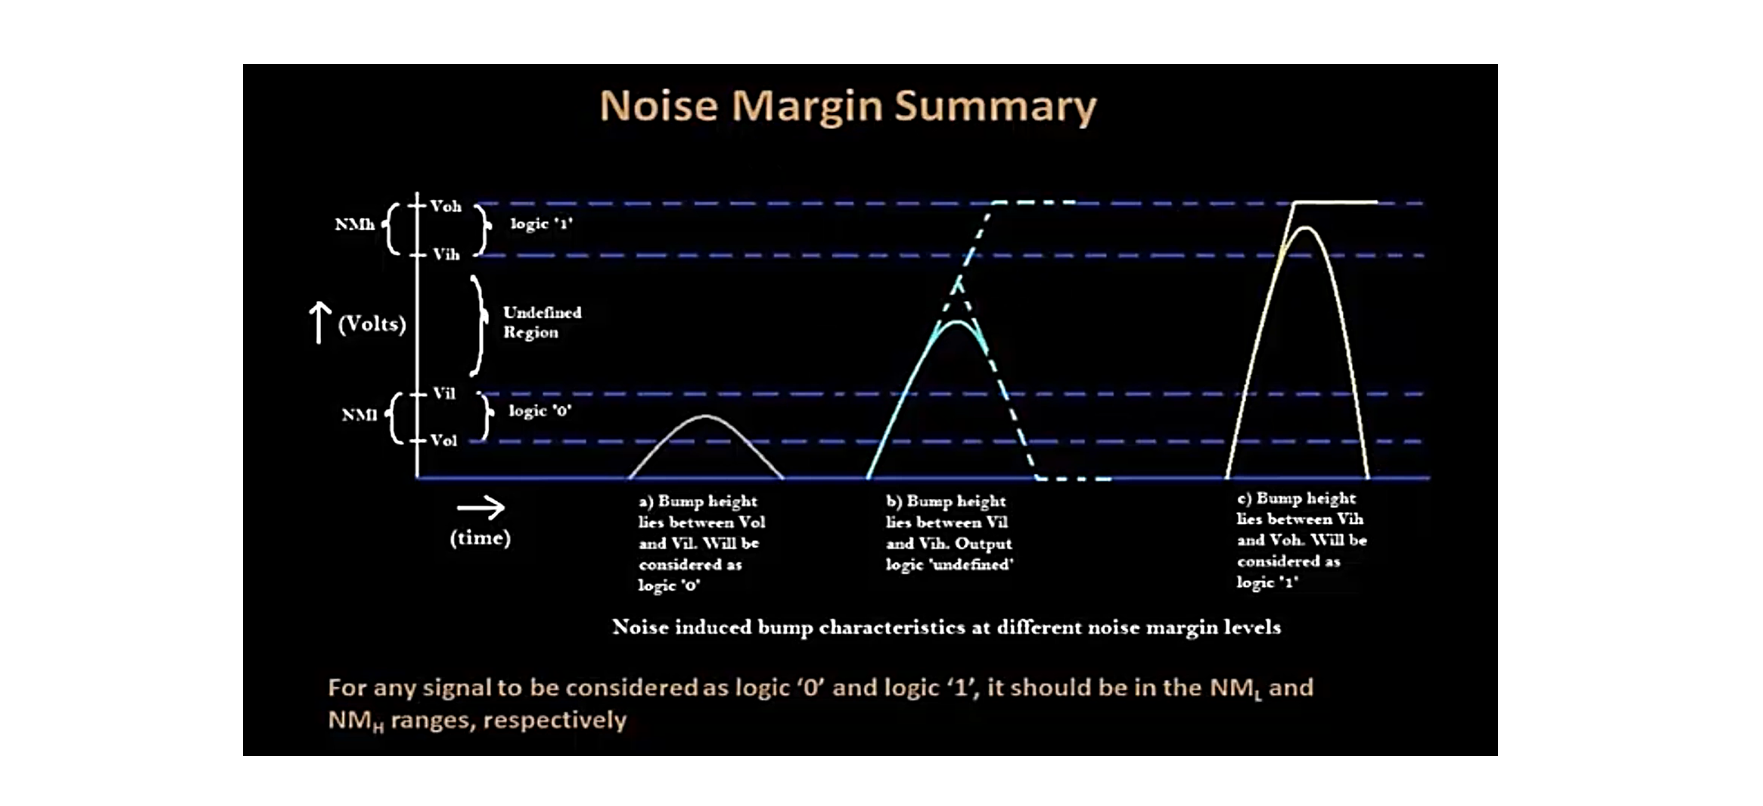 Noise Margin Summary
Voh
NMh
logic '1'
Vih
Undefined
Region
(Volts)
Vil
NMl
logic '0'
Vol
(time)
a) Bump height
lies between Vol
and Vil. Will be
considered as
logic '0'
b) Bump height
lies between Vil
and Vih. Output
logic 'undefined'
c) Bump height
lies between Vih
and Voh. Will be
considered as
logic '1'
Noise induced bump characteristics at different noise margin levels
For any signal to be considered as logic ‘0’ and logic ‘1’, it should be in the NML and
NMH ranges, respectively